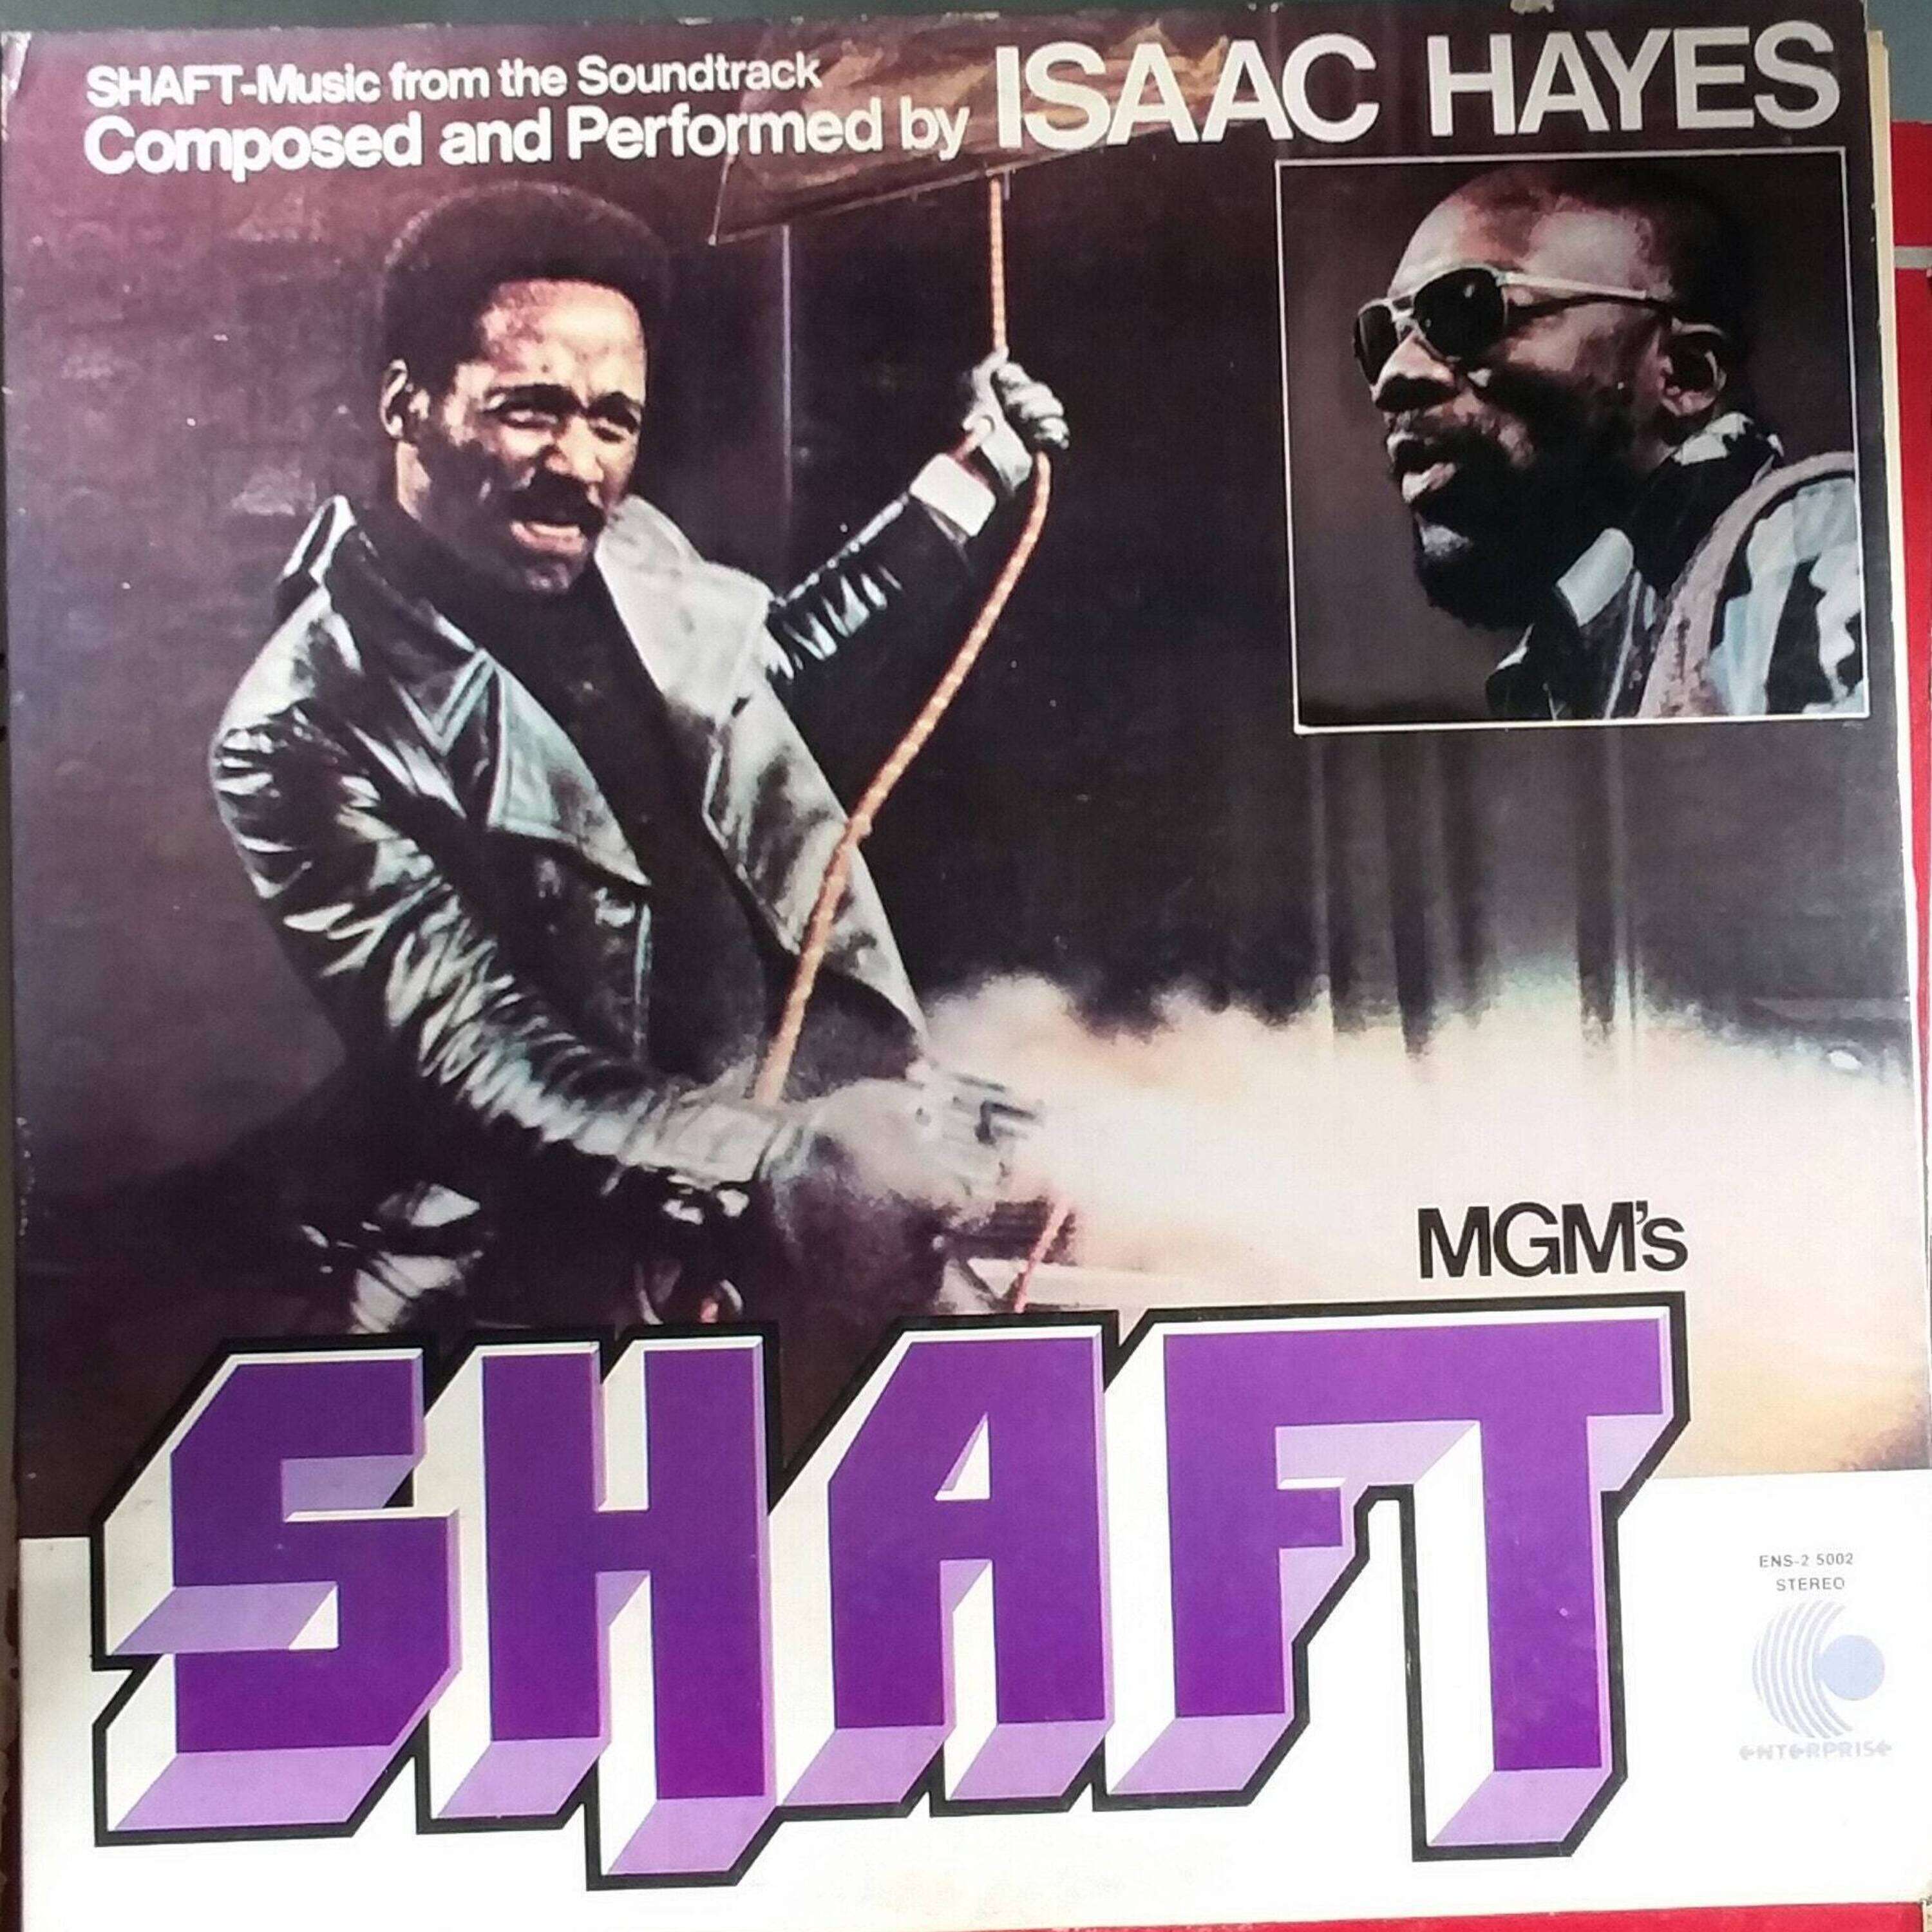 SHAFT-Music from the Soundtrack
Composed and Performed by ISAAC HAYES
MGM's
SHAFT
ENS-2 5002
STEREO
ENTERPRISE